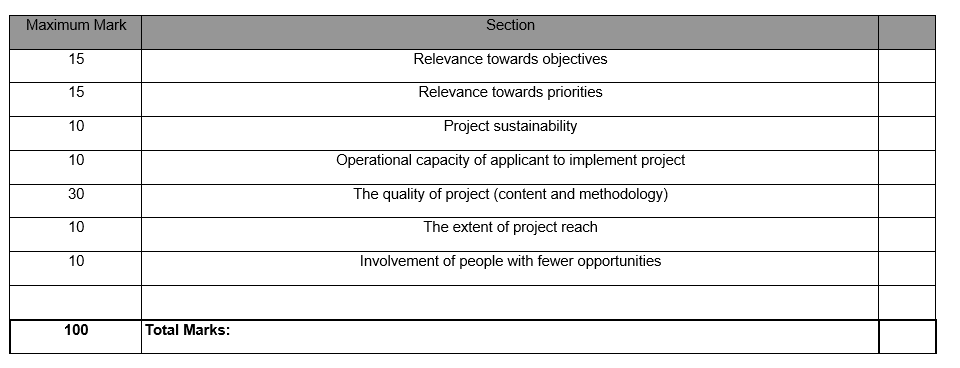 Maximum Mark Section
15 Relevance towards objectives
15 Relevance towards priorities
10 Project sustainability
10 Operational capacity of applicant to implement project
30 The quality of project (content and methodology)
10 The extent of project reach
10 Involvement of people with fewer opportunities
100 Total Marks: